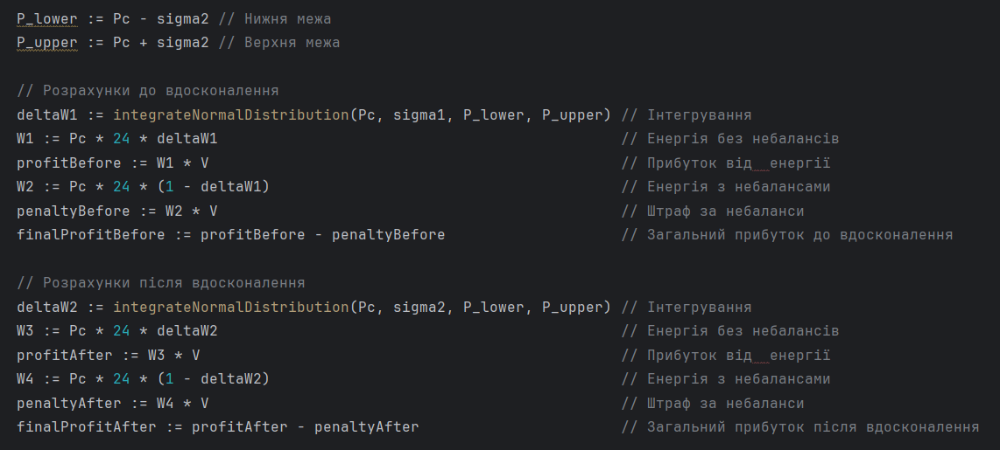 P_lower := Pc - sigma2 // Нижня межа
P_upper := Pc + sigma2 // Верхня межа
// Розрахунки до вдосконалення
deltaW1 := integrateNormalDistribution(Pc, sigma1, P_lower, P_upper) // Інтегрування
W1 := Pc * 24 * deltaW1 // Енергія без небалансів
profitBefore := W1 * V // Прибуток від  енергії
W2 := Pc * 24 * (1 - deltaW1) // Енергія з небалансами
penaltyBefore := W2 * V // Штраф за небаланси
finalProfitBefore := profitBefore - penaltyBefore // Загальний прибуток до вдосконалення
// Розрахунки після вдосконалення
deltaW2 := integrateNormalDistribution(Pc, sigma2, P_lower, P_upper) // Інтегрування
W3 := Pc * 24 * deltaW2 // Енергія без небалансів
profitAfter := W3 * V // Прибуток від  енергії
W4 := Pc * 24 * (1 - deltaW2) // Енергія з небалансами
penaltyAfter := W4 * V // Штраф за небаланси
finalProfitAfter := profitAfter - penaltyAfter // Загальний прибуток після вдосконалення